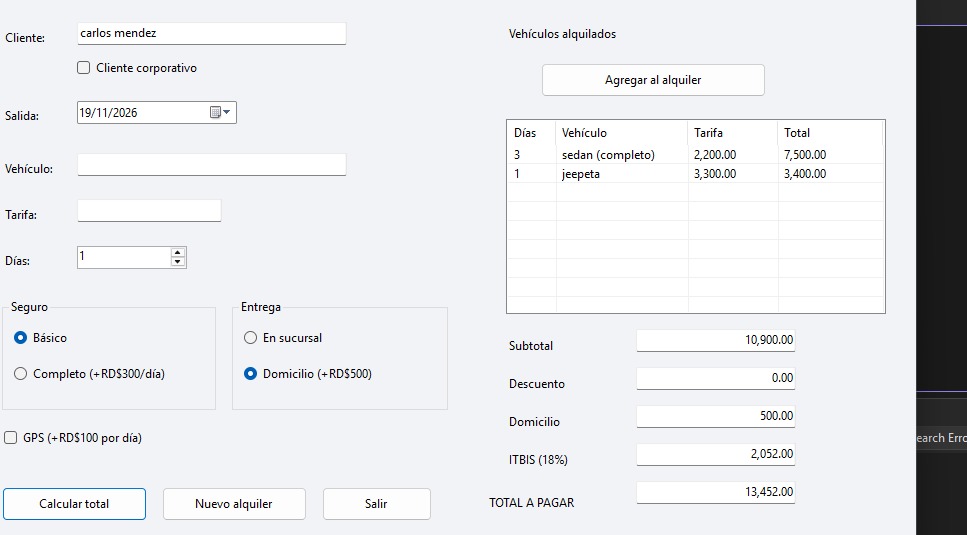 Cliente:
carlos mendez
Cliente corporativo
Salida:
19/11/2026
Vehículo:
Tarifa:
Días:
1
Seguro
Básico
Completo (+RD$300/día)
Entrega
En sucursal
Domicilio (+RD$500)
GPS (+RD$100 por día)
Calcular total
Nuevo alquiler
Salir
Vehículos alquilados
Agregar al alquiler
Días Vehículo Tarifa Total
3 sedan (completo) 2,200.00 7,500.00
1 jeepeta 3,300.00 3,400.00
Subtotal 10,900.00
Descuento 0.00
Domicilio 500.00
ITBIS (18%) 2,052.00
TOTAL A PAGAR 13,452.00
earch Erro